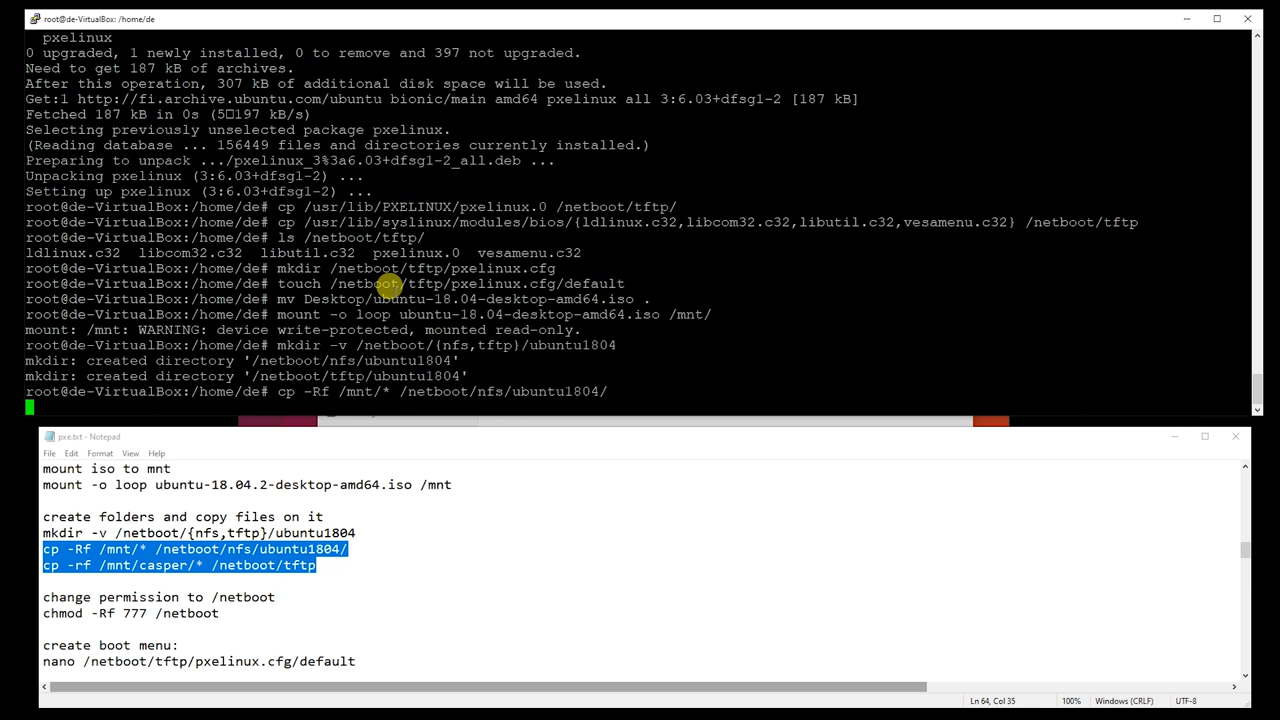 root@de-VirtualBox: /home/de
pxelinux
0 upgraded, 1 newly installed, 0 to remove and 397 not upgraded.
Need to get 187 kB of archives.
After this operation, 307 kB of additional disk space will be used.
Get:1 http://fi.archive.ubuntu.com/ubuntu bionic/main amd64 pxelinux all 3:6.03+dfsg1-2 [187 kB]
Fetched 187 kB in 0s (5□197 kB/s)
Selecting previously unselected package pxelinux.
(Reading database ... 156449 files and directories currently installed.)
Preparing to unpack .../pxelinux_3%3a6.03+dfsg1-2_all.deb ...
Unpacking pxelinux (3:6.03+dfsg1-2) ...
Setting up pxelinux (3:6.03+dfsg1-2) ...
root@de-VirtualBox:/home/de# cp /usr/lib/PXELINUX/pxelinux.0 /netboot/tftp/
root@de-VirtualBox:/home/de# cp /usr/lib/syslinux/modules/bios/{ldlinux.c32,libcom32.c32,libutil.c32,vesamenu.c32} /netboot/tftp
root@de-VirtualBox:/home/de# ls /netboot/tftp/
ldlinux.c32  libcom32.c32  libutil.c32  pxelinux.0  vesamenu.c32
root@de-VirtualBox:/home/de# mkdir /netboot/tftp/pxelinux.cfg
root@de-VirtualBox:/home/de# touch /netboot/tftp/pxelinux.cfg/default
root@de-VirtualBox:/home/de# mv Desktop/ubuntu-18.04-desktop-amd64.iso .
root@de-VirtualBox:/home/de# mount -o loop ubuntu-18.04-desktop-amd64.iso /mnt/
mount: /mnt: WARNING: device write-protected, mounted read-only.
root@de-VirtualBox:/home/de# mkdir -v /netboot/{nfs,tftp}/ubuntu1804
mkdir: created directory '/netboot/nfs/ubuntu1804'
mkdir: created directory '/netboot/tftp/ubuntu1804'
root@de-VirtualBox:/home/de# cp -Rf /mnt/* /netboot/nfs/ubuntu1804/
pxe.txt - Notepad
File Edit Format View Help
mount iso to mnt
mount -o loop ubuntu-18.04.2-desktop-amd64.iso /mnt
create folders and copy files on it
mkdir -v /netboot/{nfs,tftp}/ubuntu1804
cp -Rf /mnt/* /netboot/nfs/ubuntu1804/
cp -rf /mnt/casper/* /netboot/tftp
change permission to /netboot
chmod -Rf 777 /netboot
create boot menu:
nano /netboot/tftp/pxelinux.cfg/default
Ln 64, Col 35 100% Windows (CRLF) UTF-8